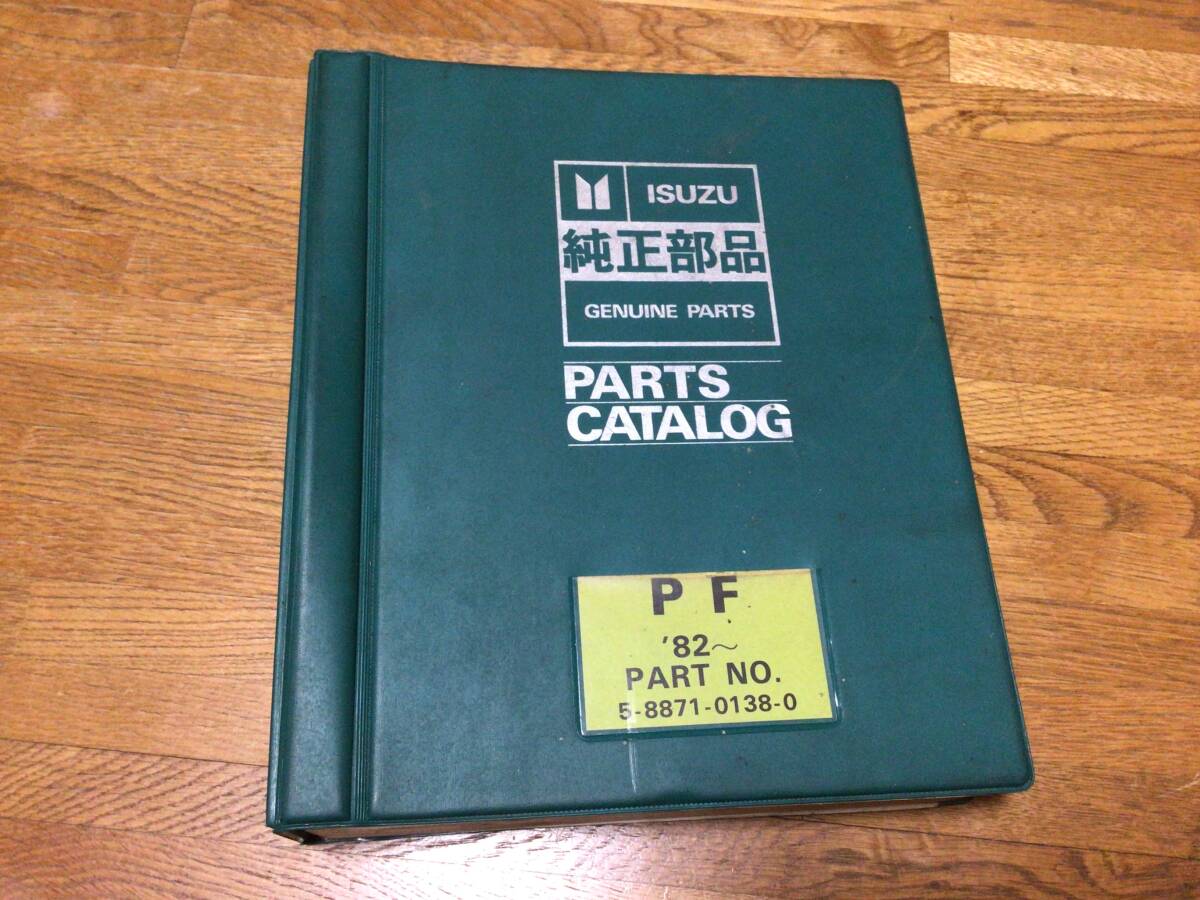 ISUZU
純正部品
GENUINE PARTS
PARTS
CATALOG
P F
'82～
PART NO.
5-8871-0138-0